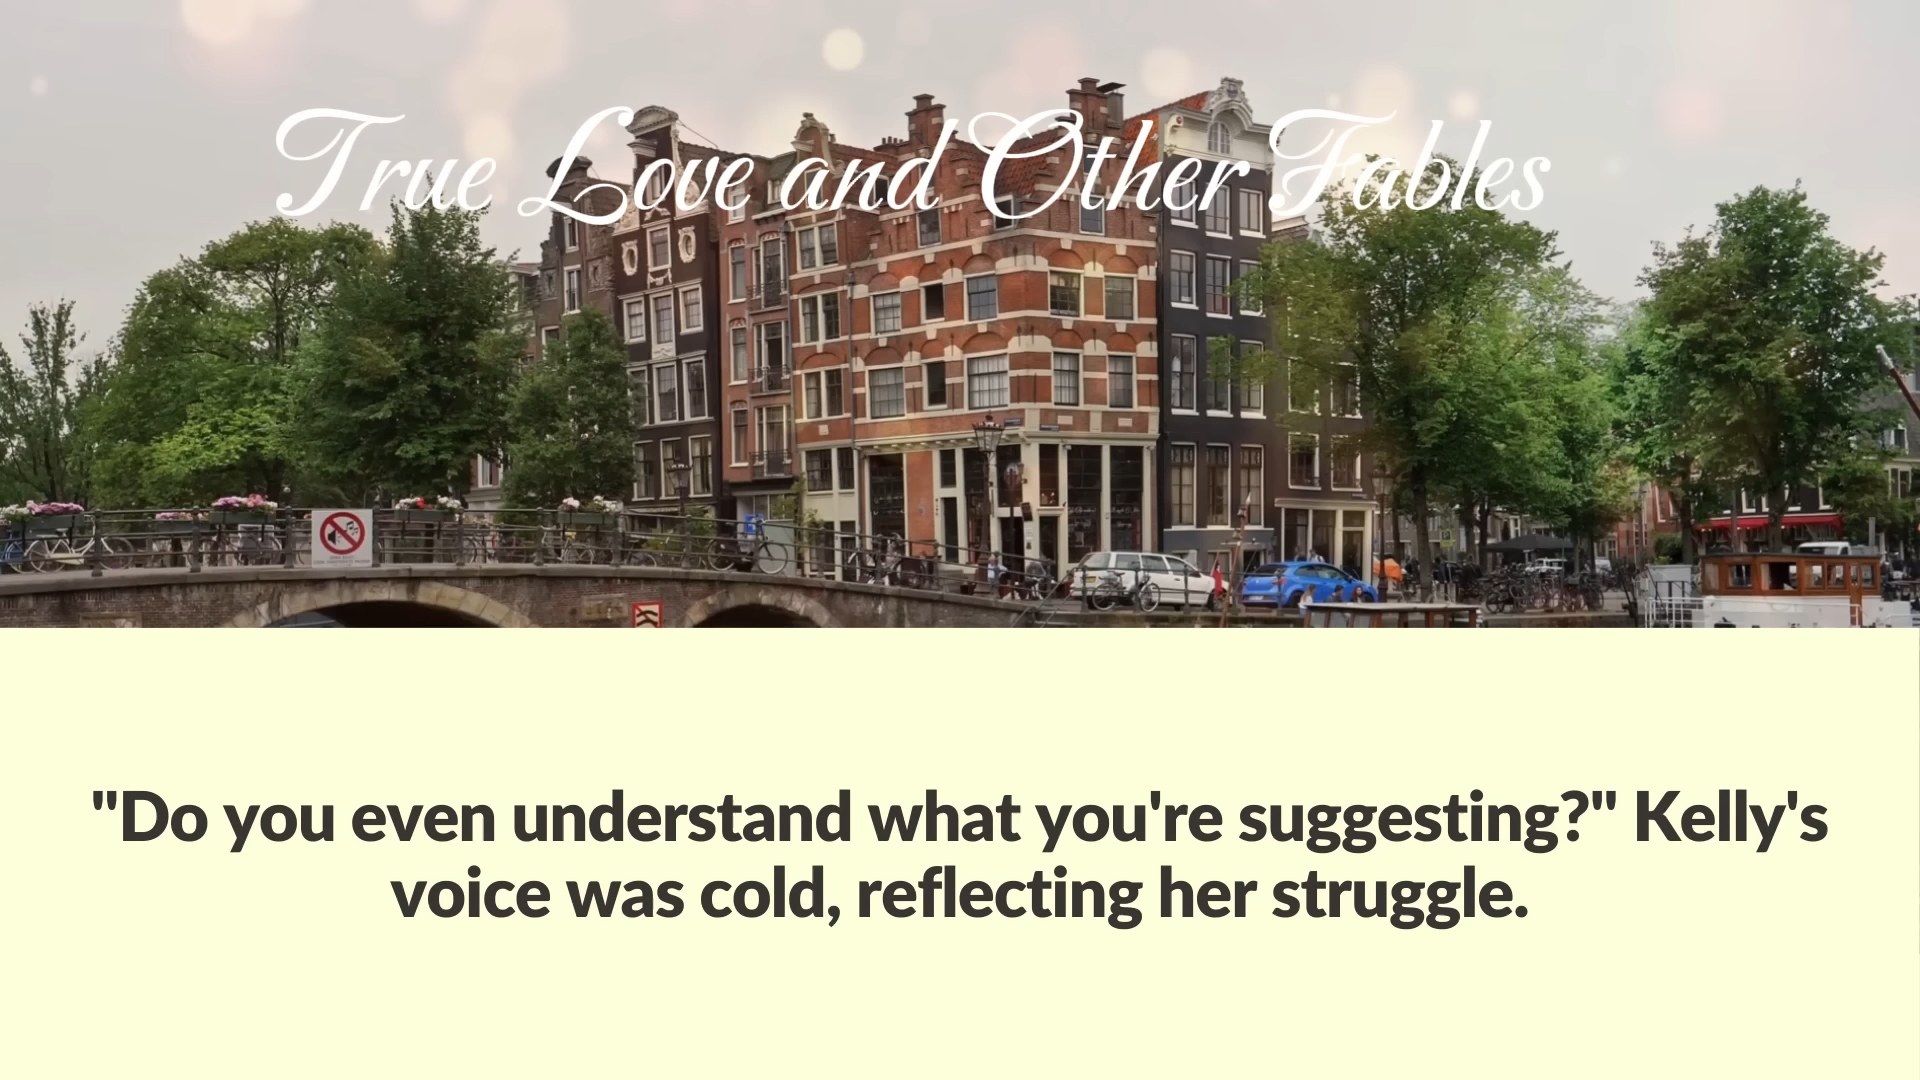 True Love and Other Fables
"Do you even understand what you're suggesting?" Kelly's
voice was cold, reflecting her struggle.